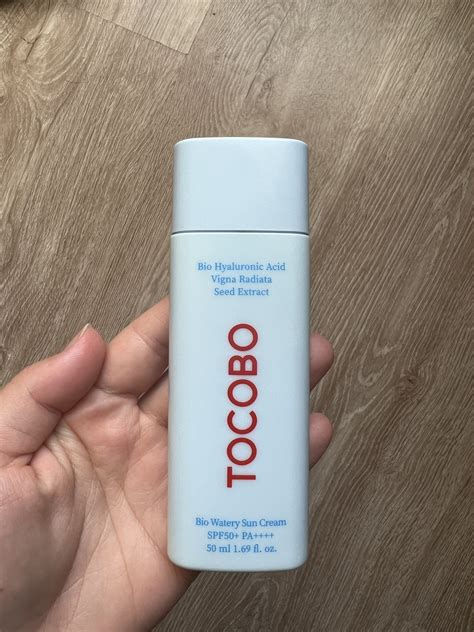 Bio Hyaluronic Acid
Vigna Radiata
Seed Extract
TOCOBO
Bio Watery Sun Cream
SPF50+ PA++++
50 ml 1.69 fl. oz.